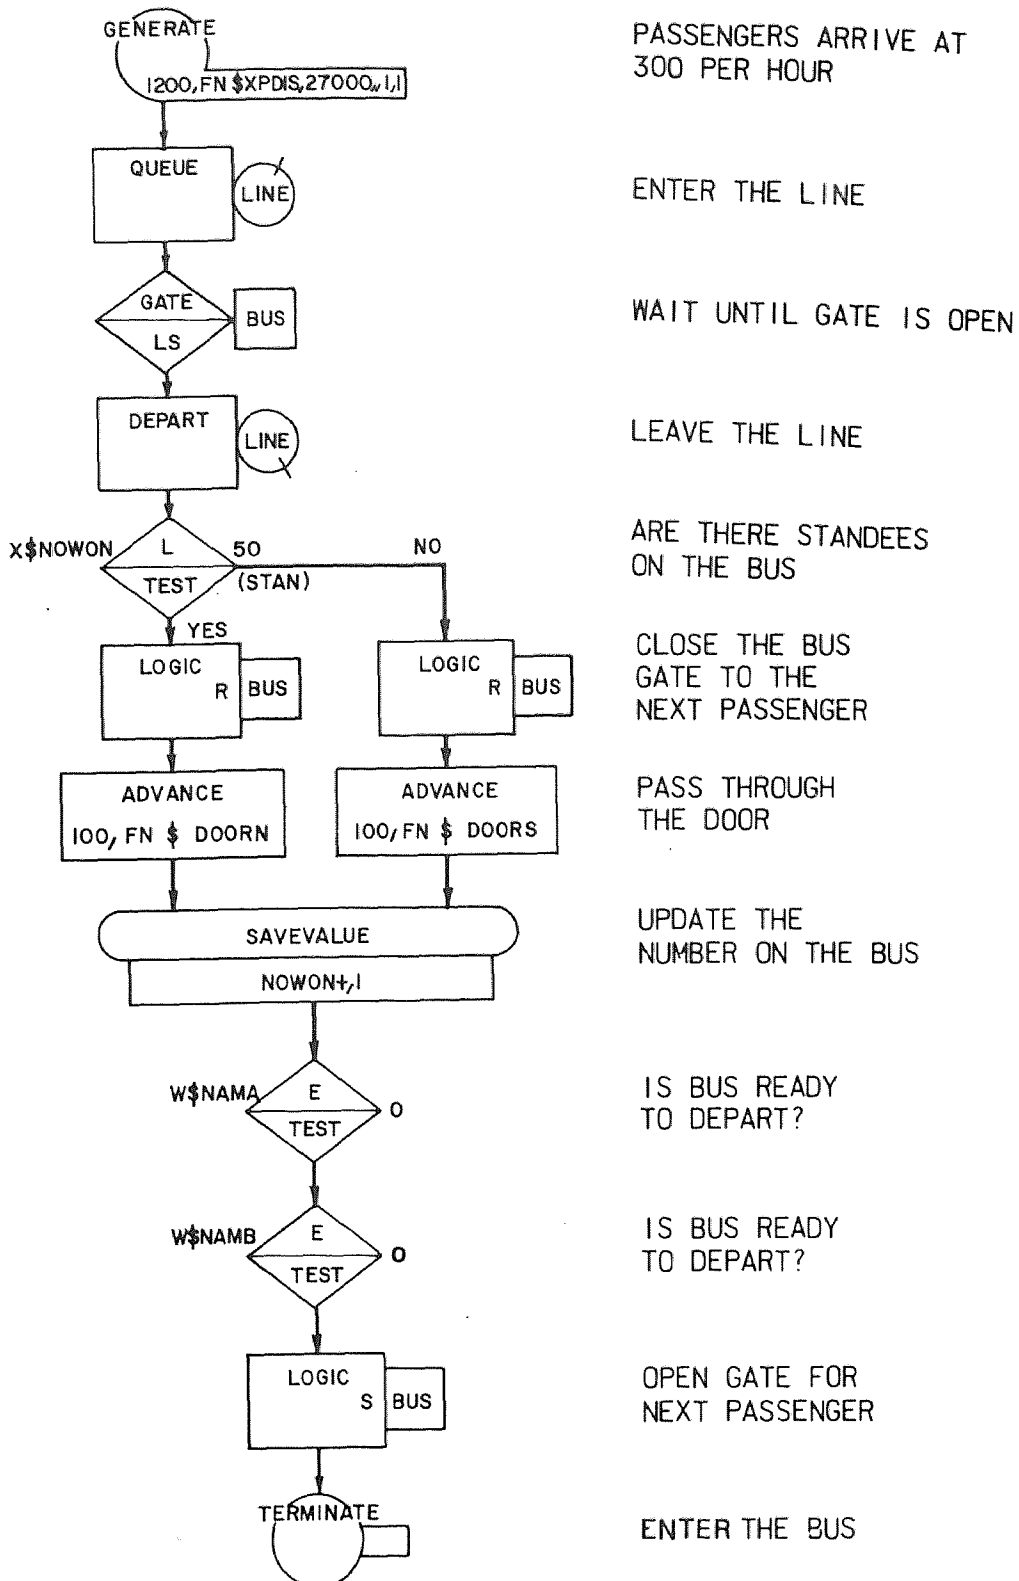 GENERATE
1200, FN $XPDIS,,27000,,1,1
PASSENGERS ARRIVE AT
300 PER HOUR
QUEUE
LINE
ENTER THE LINE
GATE
LS
BUS
WAIT UNTIL GATE IS OPEN
DEPART
LINE
LEAVE THE LINE
X$NOWON
L
TEST
50
(STAN)
NO
YES
ARE THERE STANDEES
ON THE BUS
LOGIC
R
BUS
LOGIC
R
BUS
CLOSE THE BUS
GATE TO THE
NEXT PASSENGER
ADVANCE
100, FN $ DOORN
ADVANCE
100, FN $ DOORS
PASS THROUGH
THE DOOR
SAVEVALUE
NOWON+,1
UPDATE THE
NUMBER ON THE BUS
W$NAMA
E
TEST
0
IS BUS READY
TO DEPART?
W$NAMB
E
TEST
0
IS BUS READY
TO DEPART?
LOGIC
S
BUS
OPEN GATE FOR
NEXT PASSENGER
TERMINATE
ENTER THE BUS